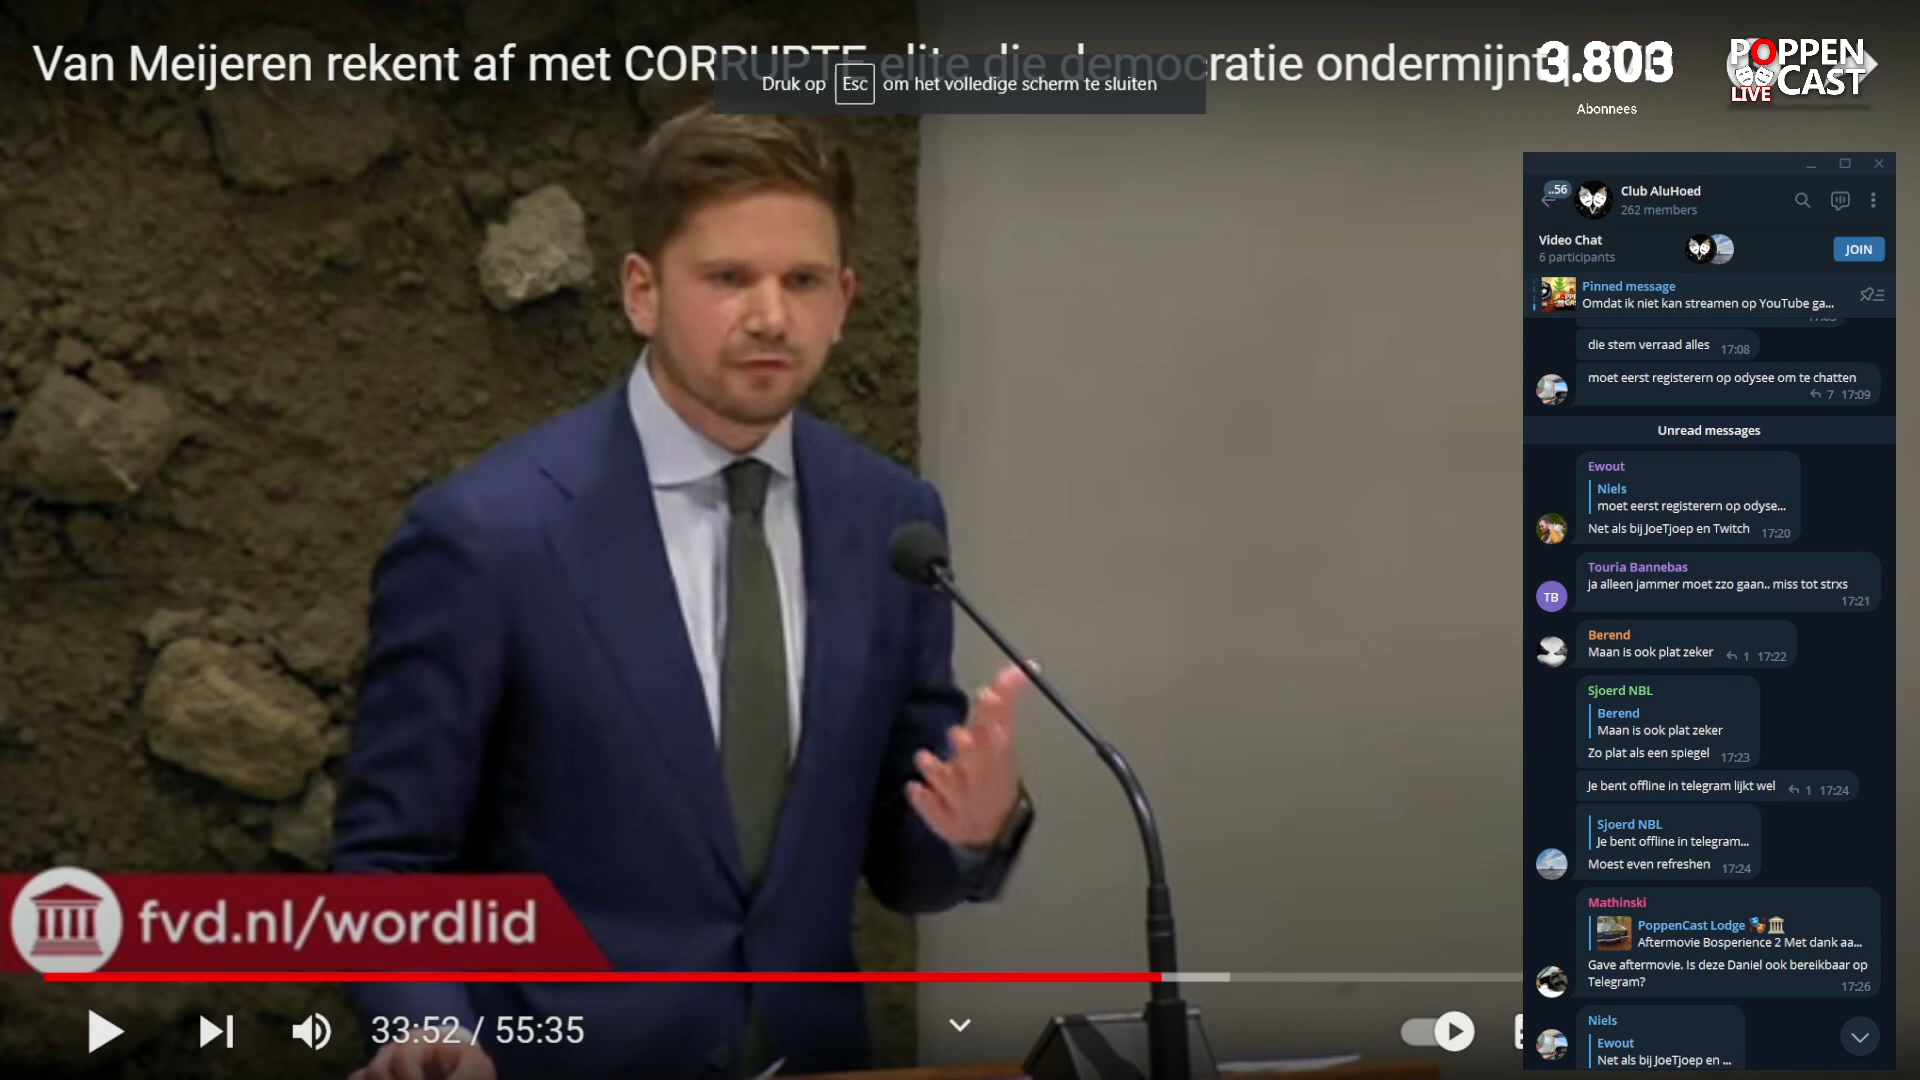 Van Meijeren rekent af met CORRUPTE elite die democratie ondermijnt
Druk op Esc om het volledige scherm te sluiten
3.803
Abonnees
POPPEN
CAST
LIVE
..56
Club AluHoed
262 members
Video Chat
6 participants
JOIN
Pinned message
Omdat ik niet kan streamen op YouTube ga...
die stem verraad alles 17:08
moet eerst registerern op odysee om te chatten
7 17:09
Unread messages
Ewout
Niels
moet eerst registerern op odyse...
Net als bij JoeTjoep en Twitch 17:20
Touria Bannebas
ja alleen jammer moet zzo gaan.. miss tot strxs
17:21
TB
Berend
Maan is ook plat zeker 1 17:22
Sjoerd NBL
Berend
Maan is ook plat zeker
Zo plat als een spiegel 17:23
Je bent offline in telegram lijkt wel 1 17:24
Sjoerd NBL
Je bent offline in telegram...
Moest even refreshen 17:24
Mathinski
PoppenCast Lodge
Aftermovie Bosperience 2 Met dank aa...
Gave aftermovie. Is deze Daniel ook bereikbaar op
Telegram? 17:26
Niels
Ewout
Net als bij JoeTjoep en ...
fvd.nl/wordlid
33:52 / 55:35